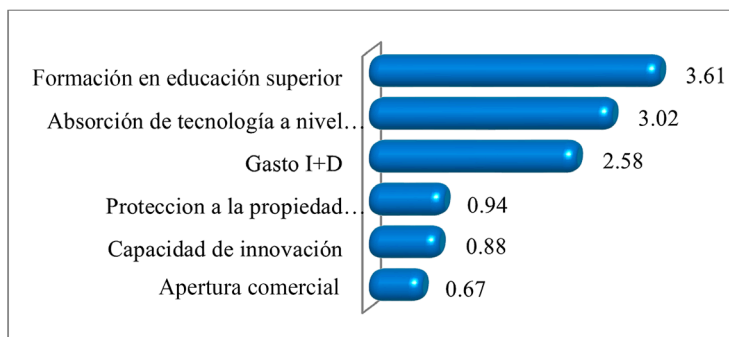 Formación en educación superior 3.61
Absorción de tecnología a nivel… 3.02
Gasto I+D 2.58
Proteccion a la propiedad… 0.94
Capacidad de innovación 0.88
Apertura comercial 0.67